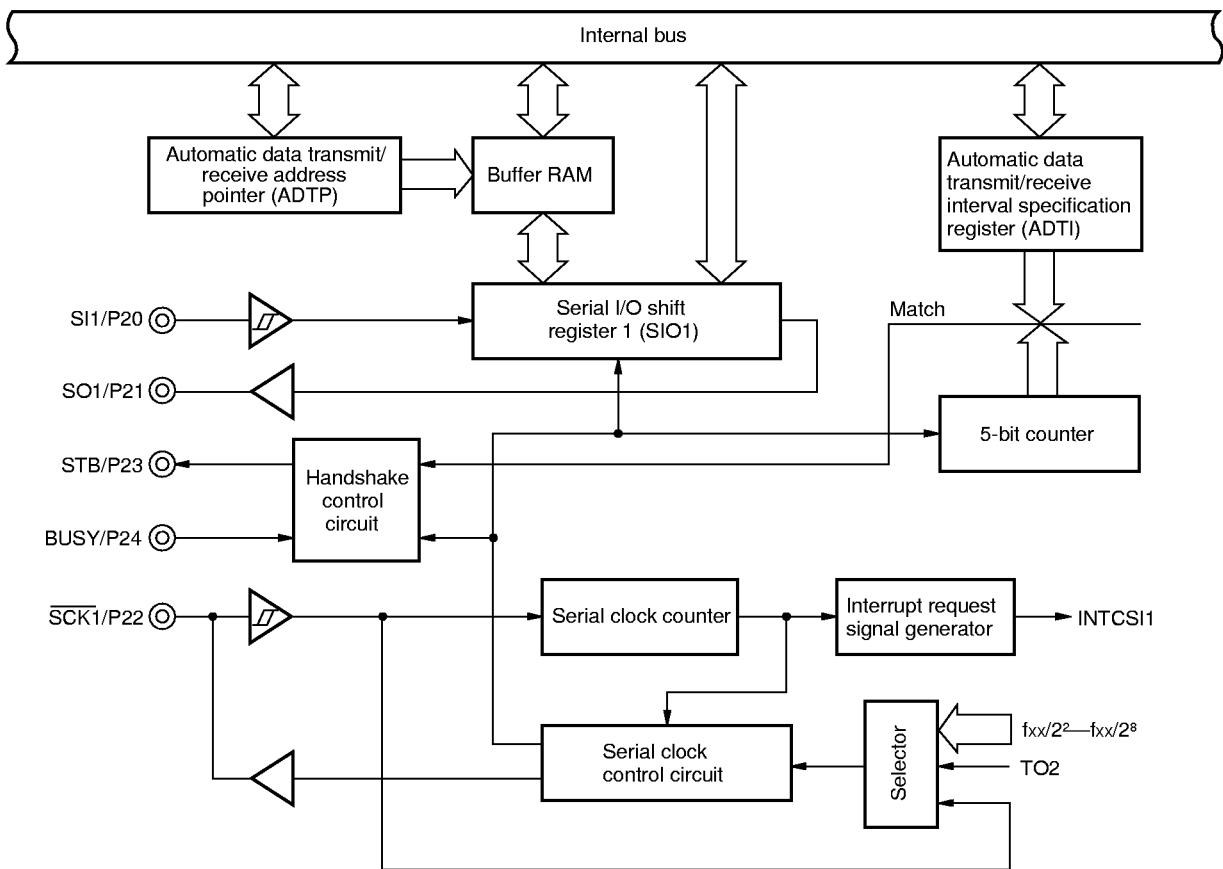 Internal bus
Automatic data transmit/
receive address
pointer (ADTP)
Buffer RAM
Automatic data
transmit/receive
interval specification
register (ADTI)
SI1/P20
Serial I/O shift
register 1 (SIO1)
Match
SO1/P21
5-bit counter
STB/P23
Handshake
control
circuit
BUSY/P24
S̅C̅K̅1̅/P22
Serial clock counter
Interrupt request
signal generator
INTCSI1
Serial clock
control circuit
Selector
fxx/2²—fxx/2⁸
TO2